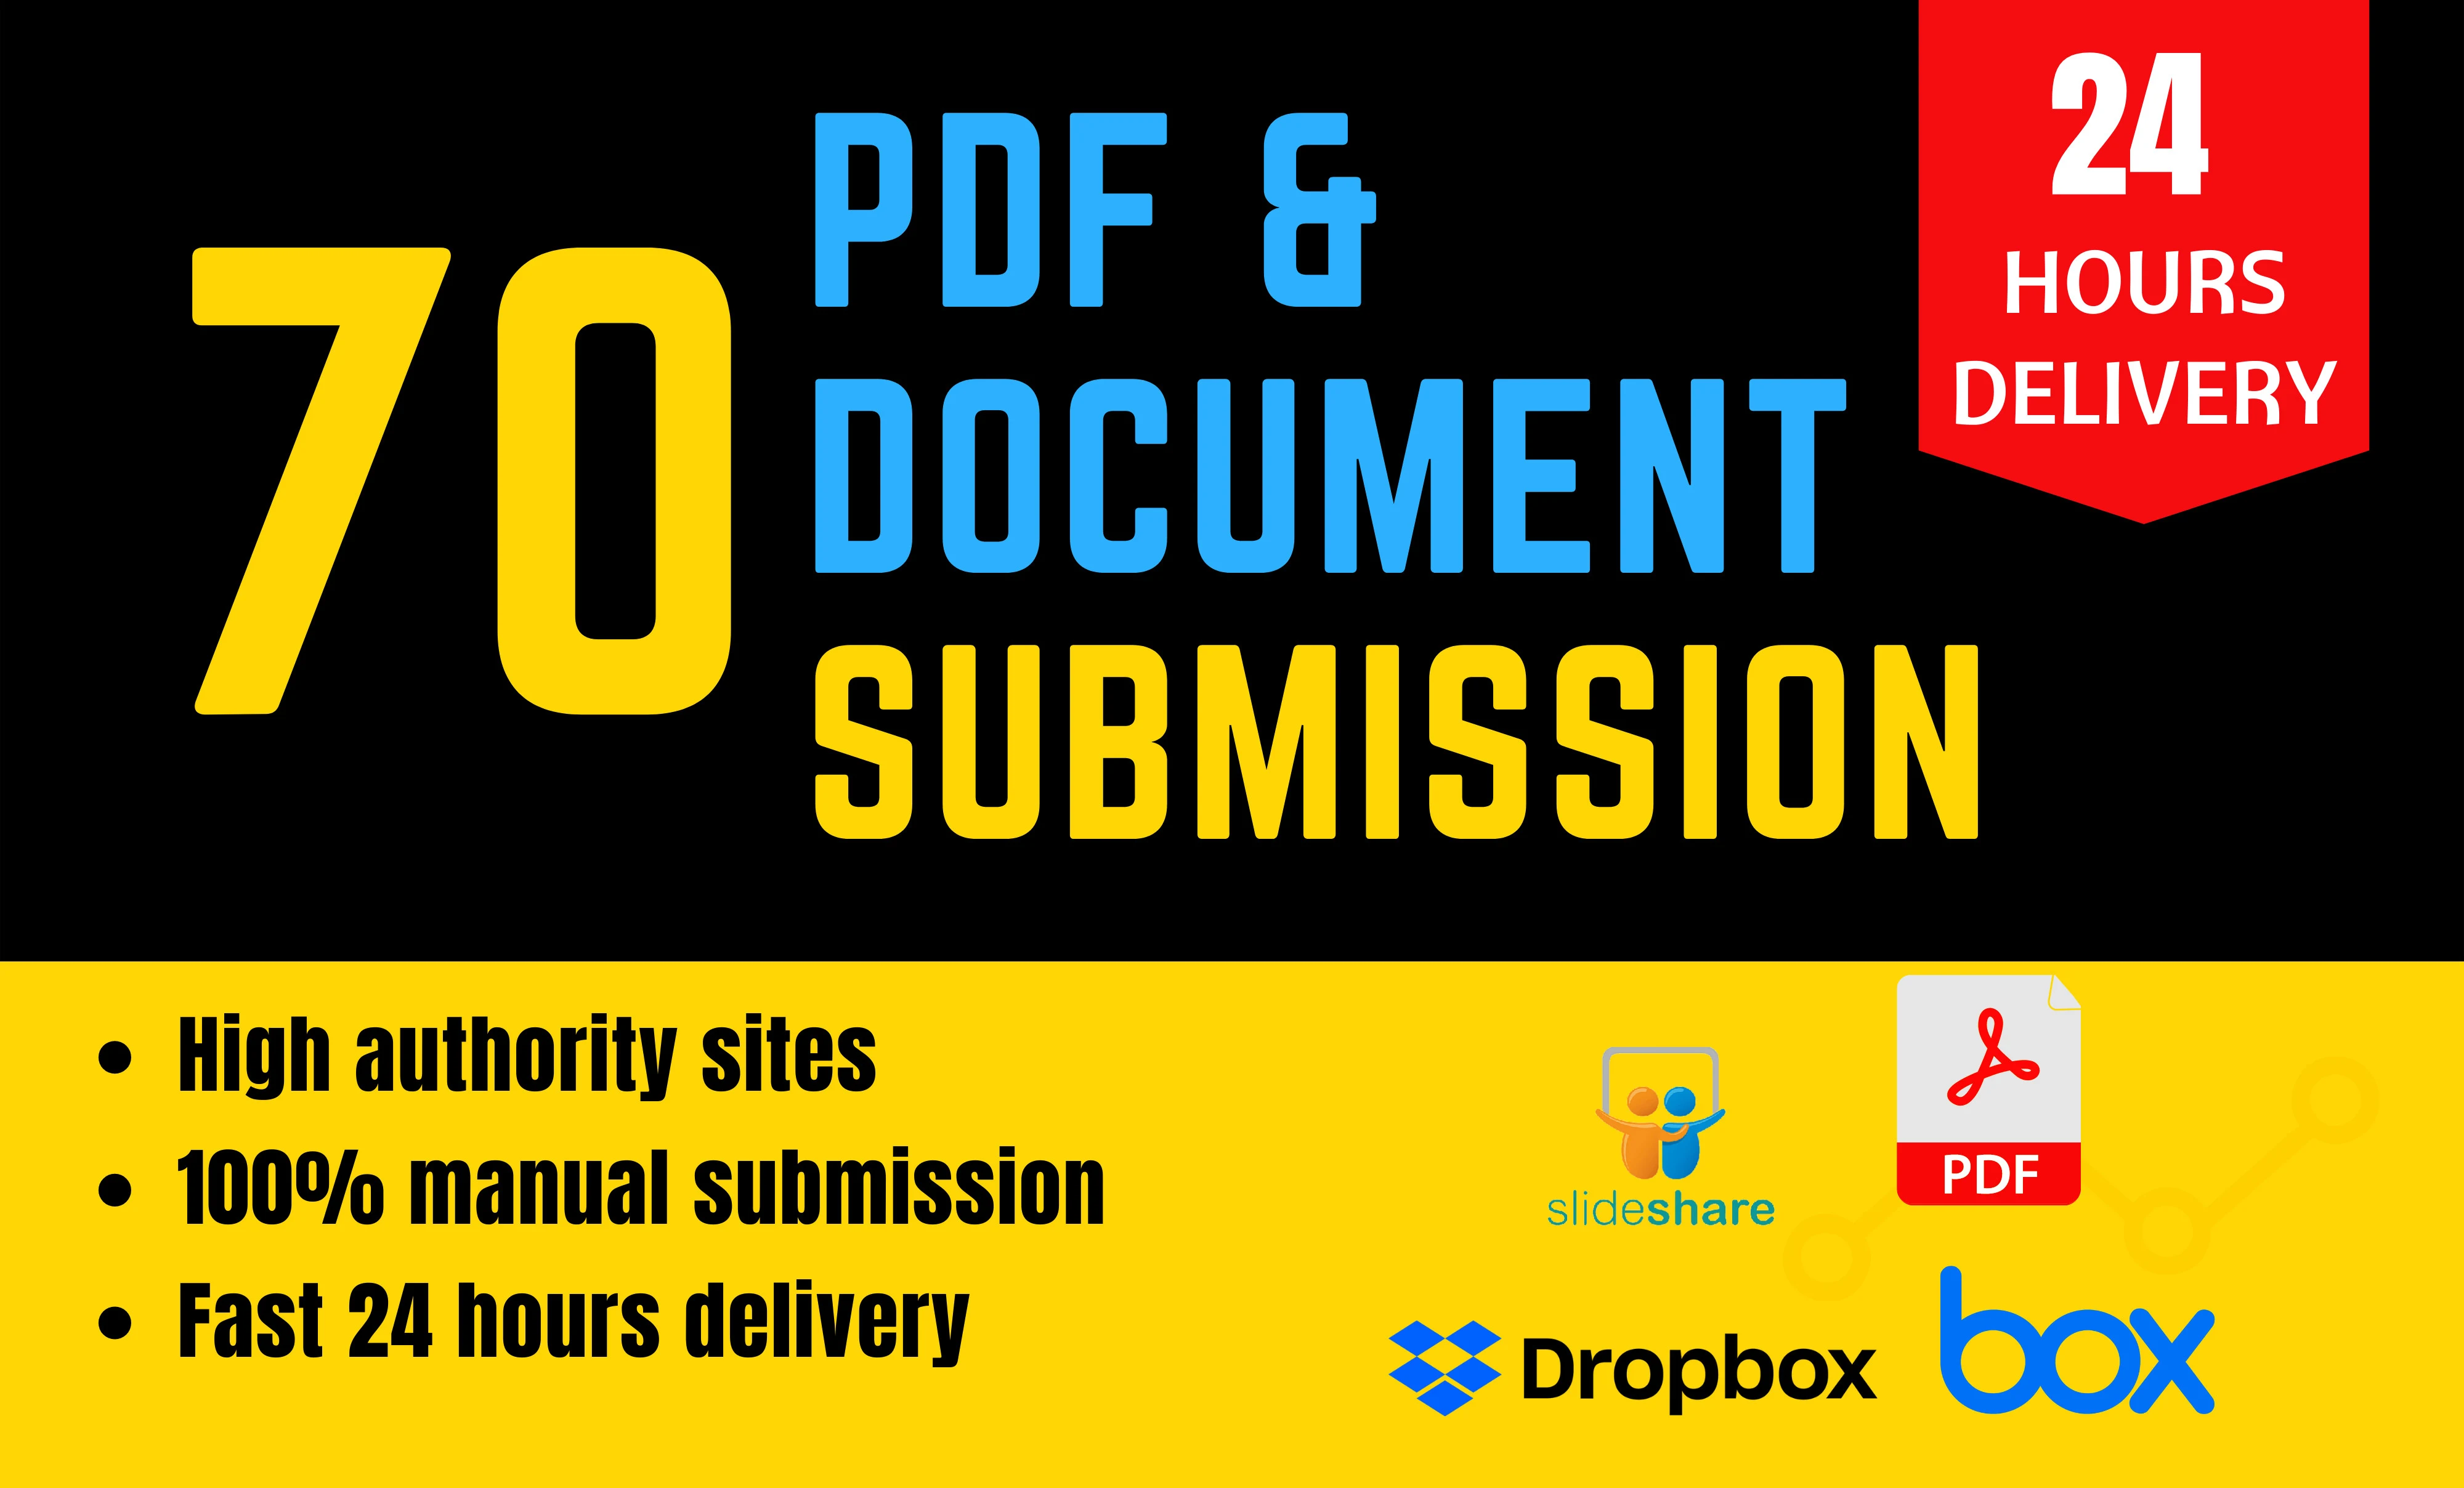 24
HOURS
DELIVERY
70
PDF &
DOCUMENT
SUBMISSION
• High authority sites
• 100% manual submission
• Fast 24 hours delivery
slideshare
PDF
Dropbox
box